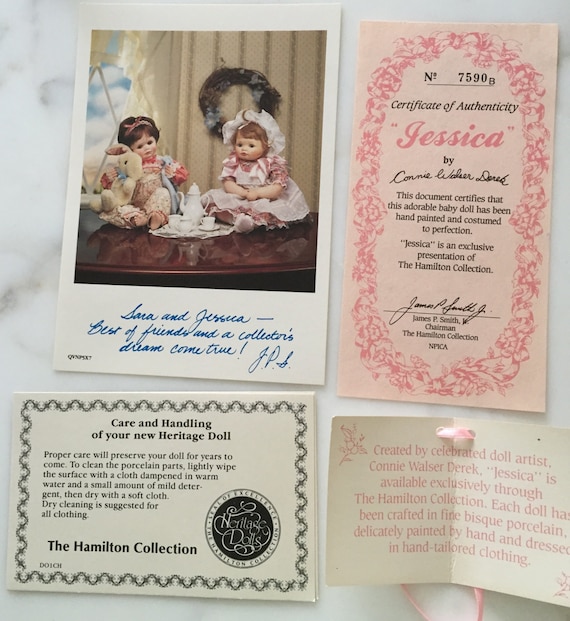 Sara and Jessica —
Best of friends and a collector's
dream come true! J.P.S.
QVNPSX7
Nº 7590B
Certificate of Authenticity
"Jessica"
by
Connie Walser Derek
This document certifies that
this adorable baby doll has been
hand painted and costumed
to perfection.
"Jessica" is an exclusive
presentation of
The Hamilton Collection.
James P. Smith Jr.
James P. Smith,
Chairman
The Hamilton Collection
NPJCA
Care and Handling
of your new Heritage Doll
Proper care will preserve your doll for years to
come. To clean the porcelain parts, lightly wipe
the surface with a cloth dampened in warm
water and a small amount of mild deter-
gent, then dry with a soft cloth.
Dry cleaning is suggested for
all clothing.
The Hamilton Collection
DO1CH
Heritage
Dolls
HAMILTON COLLECTION
Created by celebrated doll artist,
Connie Walser Derek, "Jessica" is
available exclusively through
The Hamilton Collection. Each doll has
been crafted in fine bisque porcelain,
delicately painted by hand and dressed
in hand-tailored clothing.